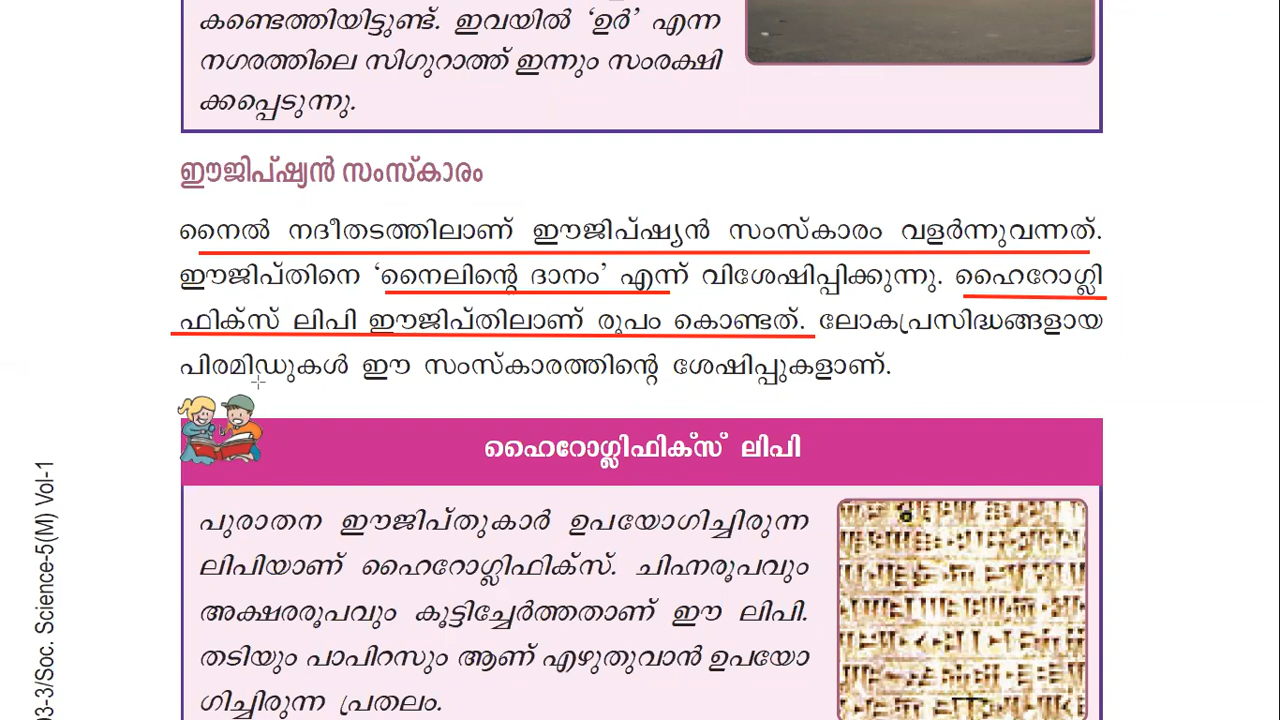 കണ്ടെത്തിയിട്ടുണ്ട്. ഇവയിൽ ‘ഉർ’ എന്ന
നഗരത്തിലെ സിഗുറാത്ത് ഇന്നും സംരക്ഷി
ക്കപ്പെടുന്നു.
ഈജിപ്ഷ്യൻ സംസ്കാരം
നൈൽ നദീതടത്തിലാണ് ഈജിപ്ഷ്യൻ സംസ്കാരം വളർന്നുവന്നത്.
ഈജിപ്തിനെ ‘നൈലിന്റെ ദാനം’ എന്ന് വിശേഷിപ്പിക്കുന്നു. ഹൈറോഗ്ലി
ഫിക്സ് ലിപി ഈജിപ്തിലാണ് രൂപം കൊണ്ടത്. ലോകപ്രസിദ്ധങ്ങളായ
പിരമിഡുകൾ ഈ സംസ്കാരത്തിന്റെ ശേഷിപ്പുകളാണ്.
ഹൈറോഗ്ലിഫിക്സ് ലിപി
പുരാതന ഈജിപ്തുകാർ ഉപയോഗിച്ചിരുന്ന
ലിപിയാണ് ഹൈറോഗ്ലിഫിക്സ്. ചിഹ്നരൂപവും
അക്ഷരരൂപവും കൂട്ടിച്ചേർത്തതാണ് ഈ ലിപി.
തടിയും പാപിറസും ആണ് എഴുതുവാൻ ഉപയോ
ഗിച്ചിരുന്ന പ്രതലം.
93-3/Soc. Science-5(M) Vol-1